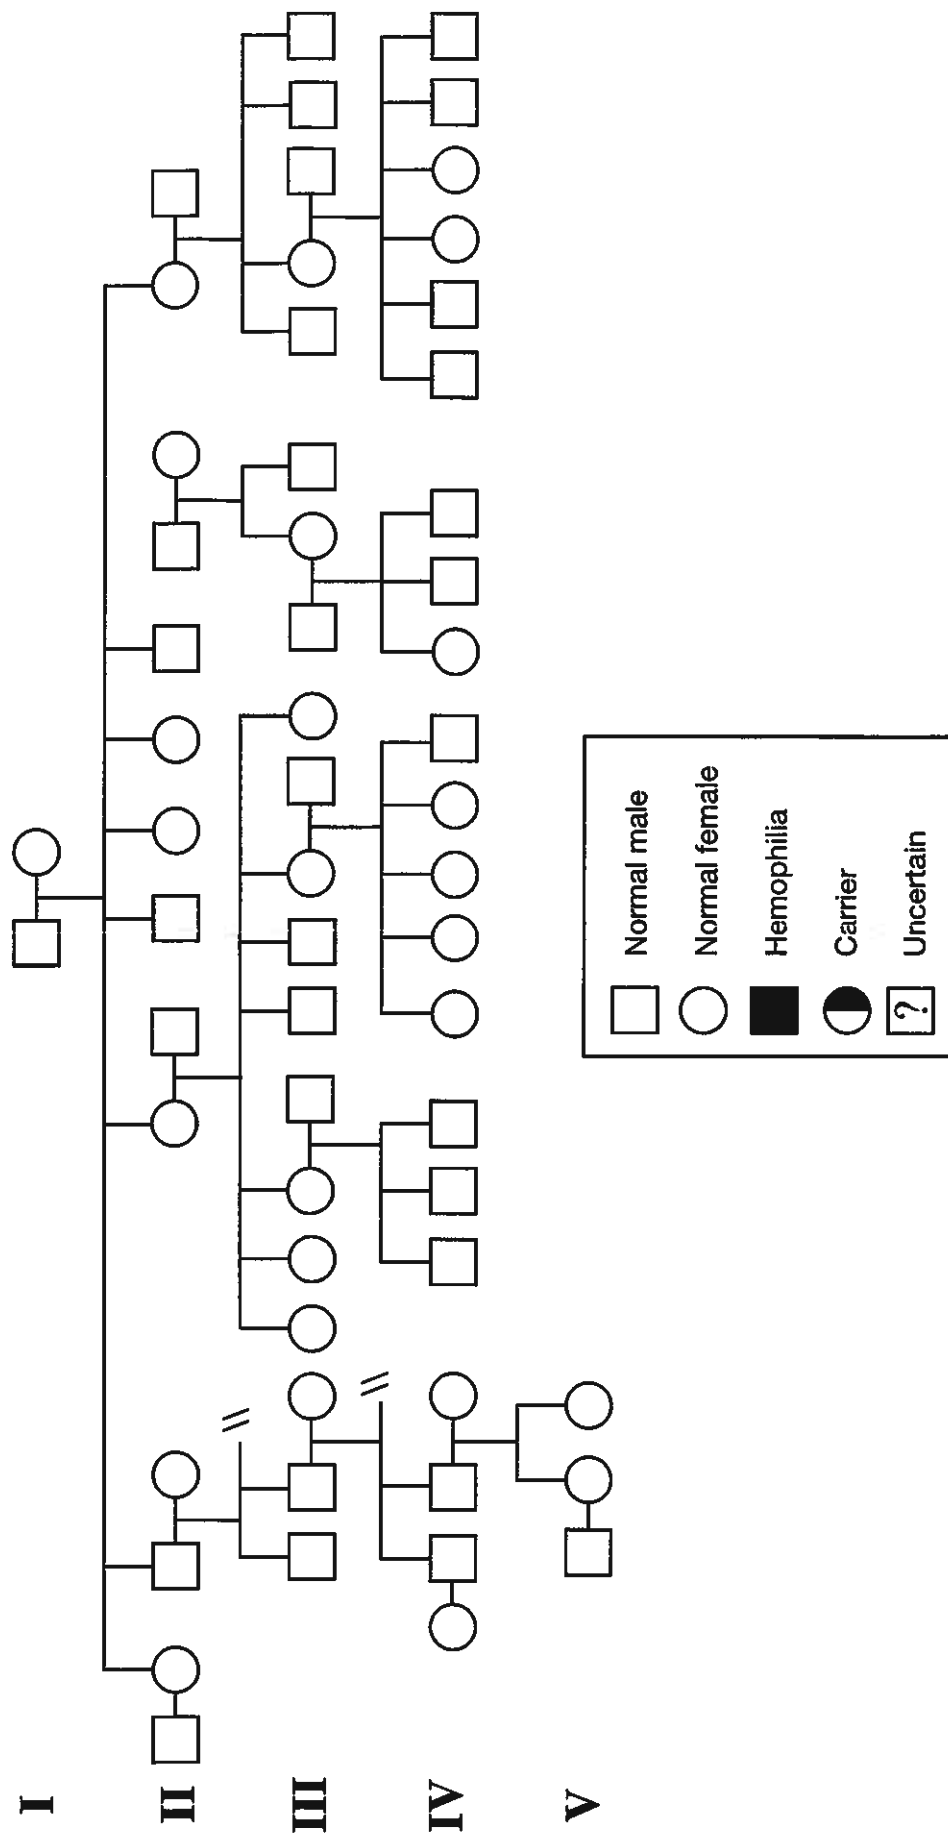 I
II
III
IV
V
//
//
Normal male
Normal female
Hemophilia
Carrier
? Uncertain